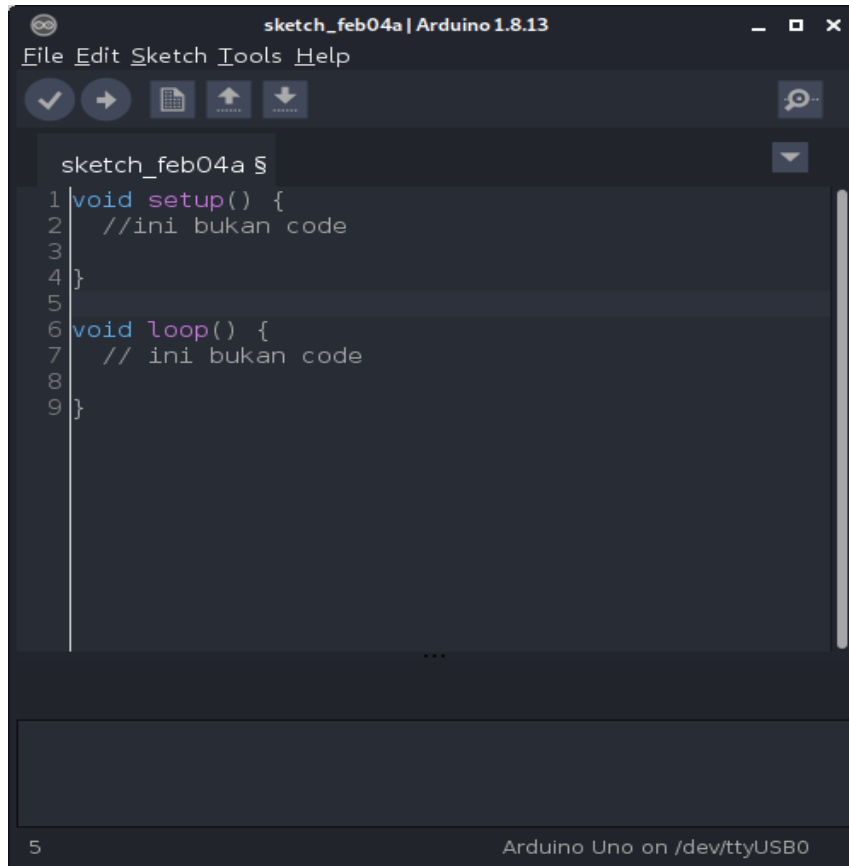 sketch_feb04a | Arduino 1.8.13
File Edit Sketch Tools Help
sketch_feb04a §
1 void setup() {
2   //ini bukan code
3
4 }
5
6 void loop() {
7   // ini bukan code
8
9 }
5 Arduino Uno on /dev/ttyUSB0